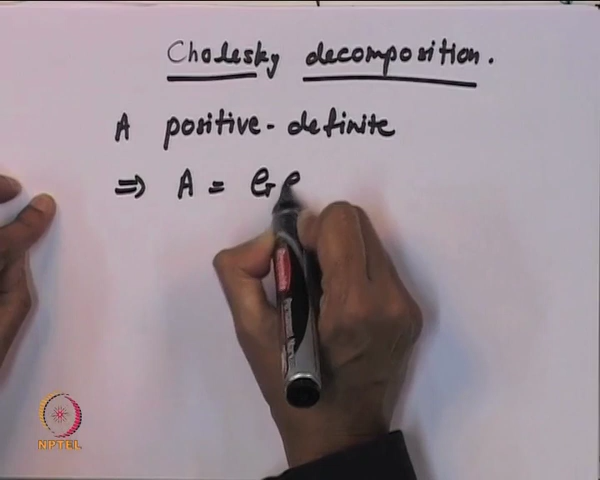 Cholesky decomposition.
A positive-definite
⇒ A = G
NPTEL